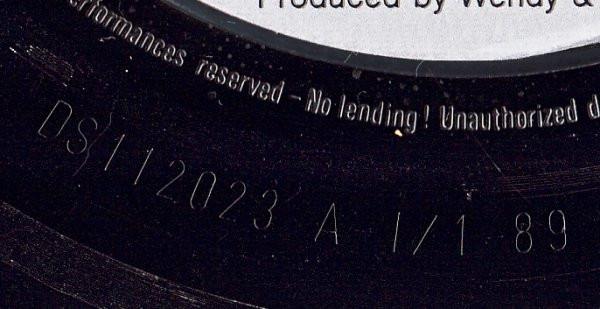 Produced by Wendy &
erformances reserved – No lending! Unauthorized d
DS 112023 A 1/1 89